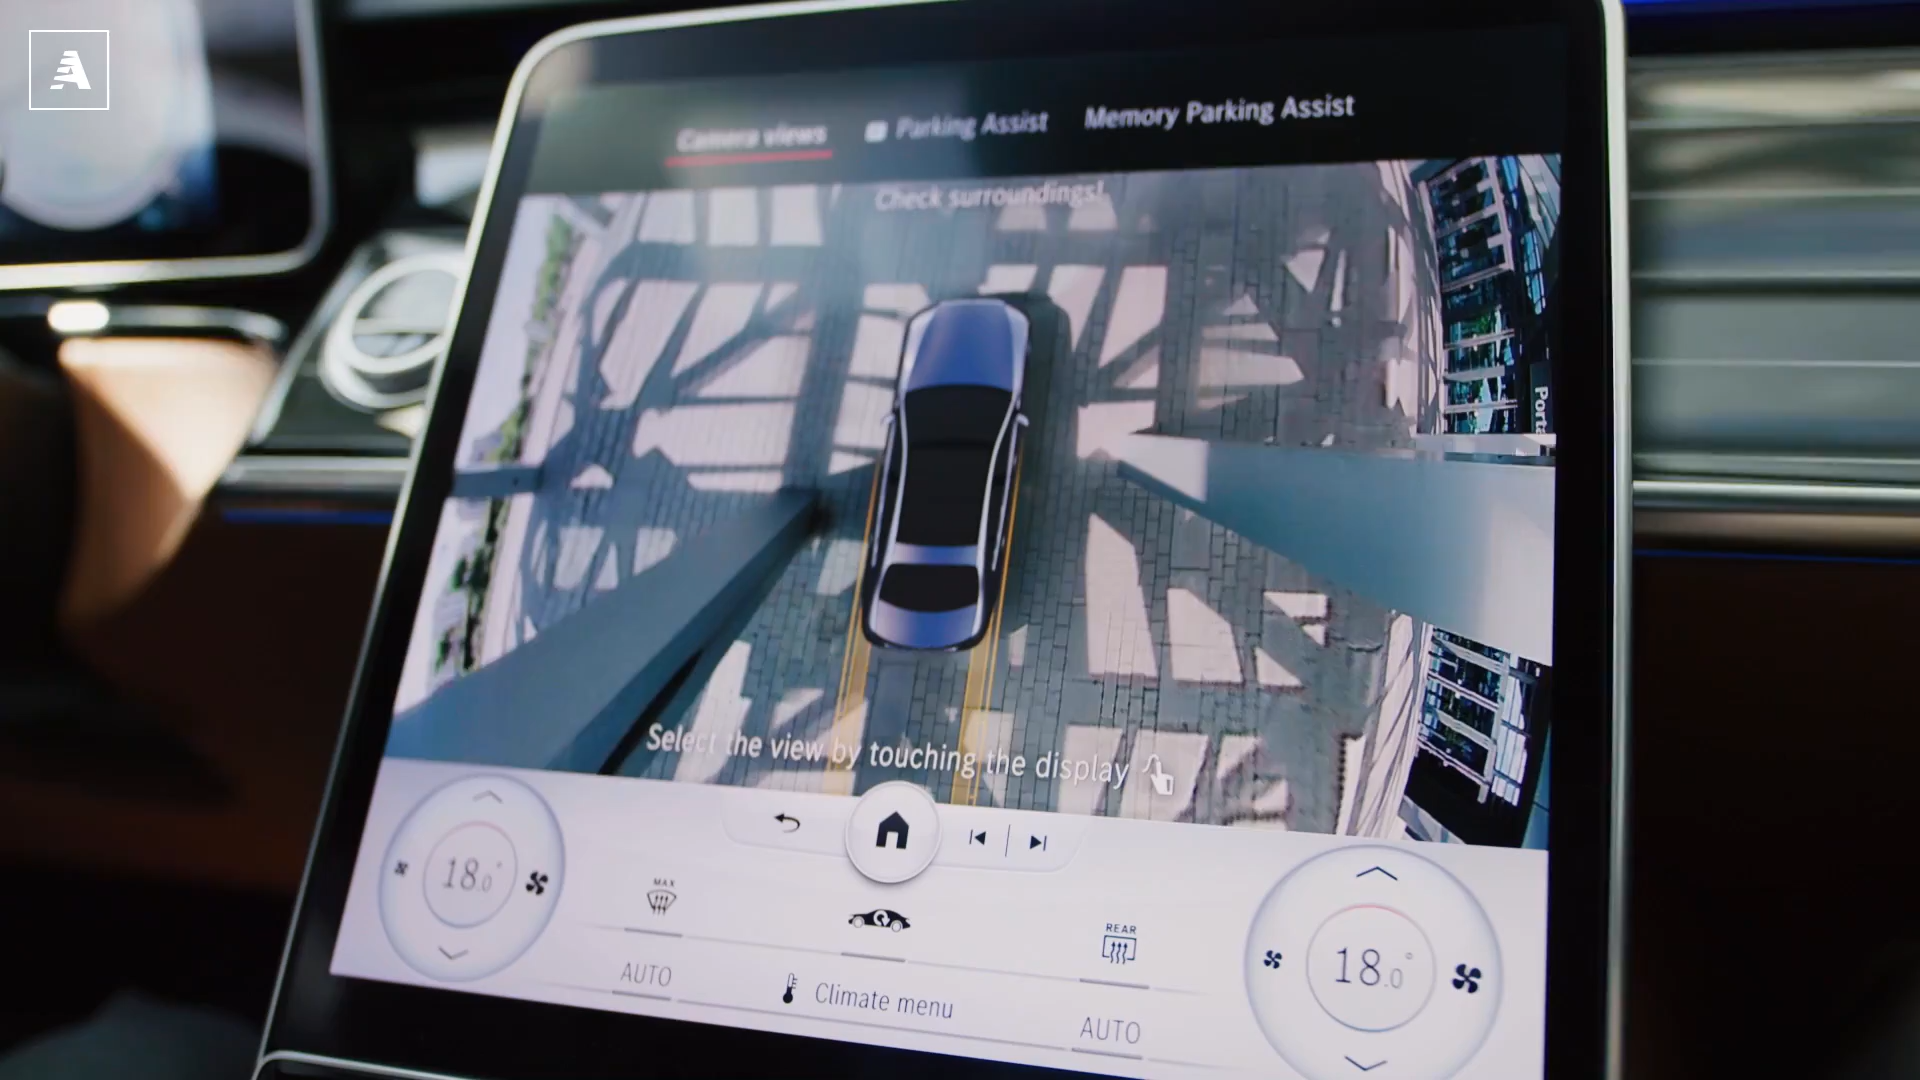 A
Camera views
Parking Assist
Memory Parking Assist
Check surroundings!
Select the view by touching the display
18.0°
MAX
REAR
18.0°
AUTO
Climate menu
AUTO